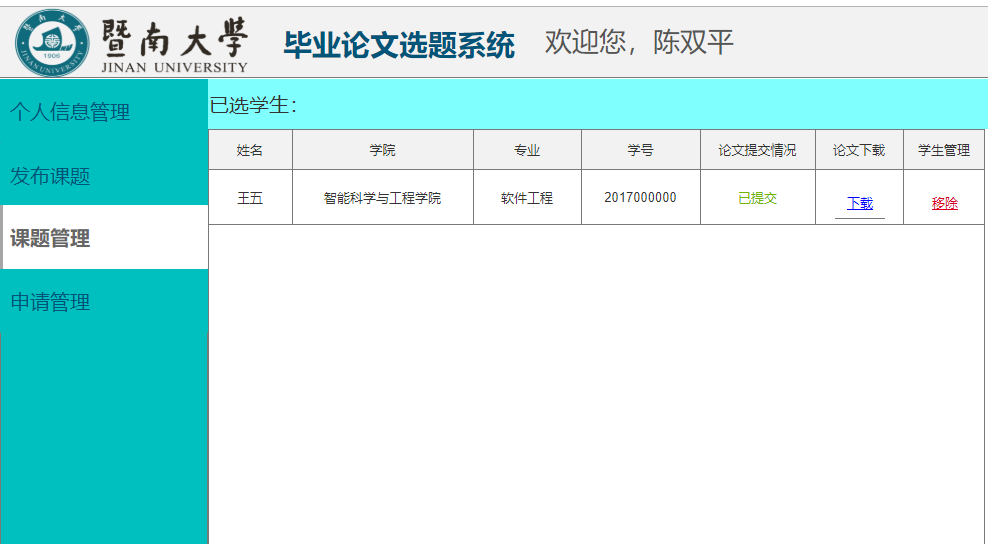 暨南大学
JINAN UNIVERSITY
1906
毕业论文选题系统
欢迎您，陈双平
个人信息管理
发布课题
课题管理
申请管理
已选学生：
姓名 学院 专业 学号 论文提交情况 论文下载 学生管理
王五 智能科学与工程学院 软件工程 2017000000 已提交 下载 移除